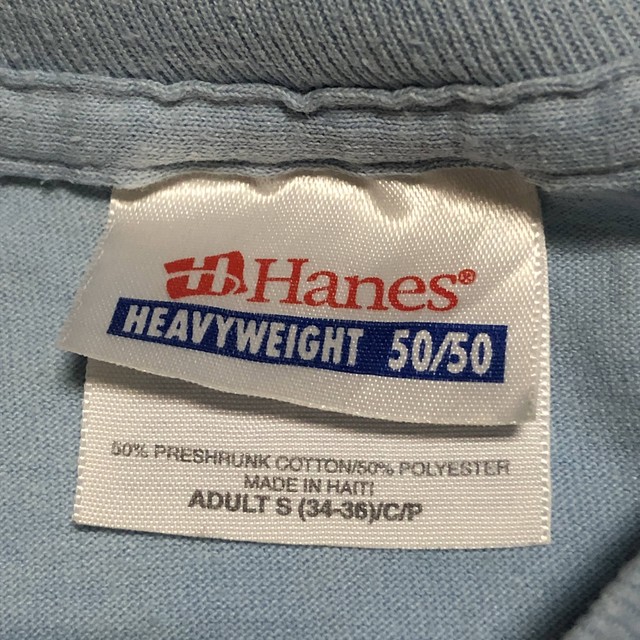 Hanes®
HEAVYWEIGHT 50/50
50% PRESHRUNK COTTON/50% POLYESTER
MADE IN HAITI
ADULT S (34-36)/C/P